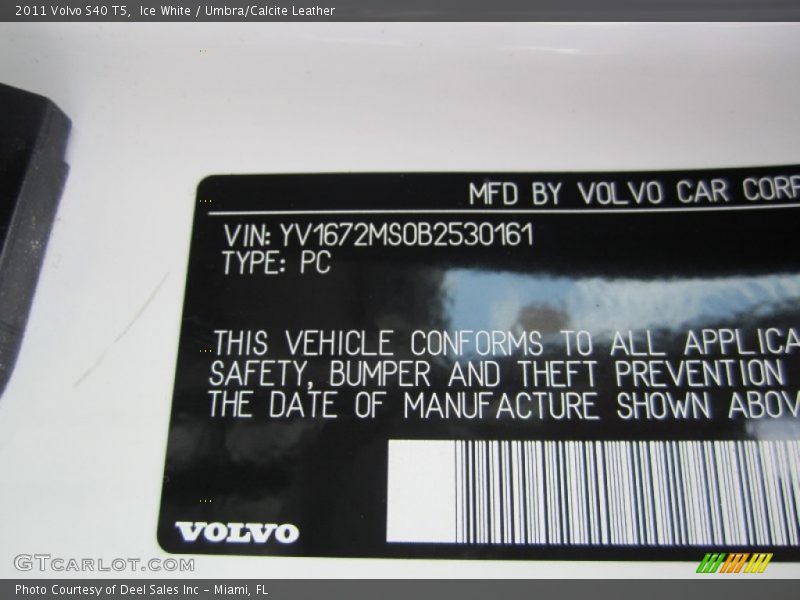 2011 Volvo S40 T5,  Ice White / Umbra/Calcite Leather
MFD BY VOLVO CAR CORP
VIN: YV1672MS0B2530161
TYPE: PC
THIS VEHICLE CONFORMS TO ALL APPLICA
SAFETY, BUMPER AND THEFT PREVENTION
THE DATE OF MANUFACTURE SHOWN ABOV
VOLVO
GTcarlot.com
Photo Courtesy of Deel Sales Inc - Miami, FL